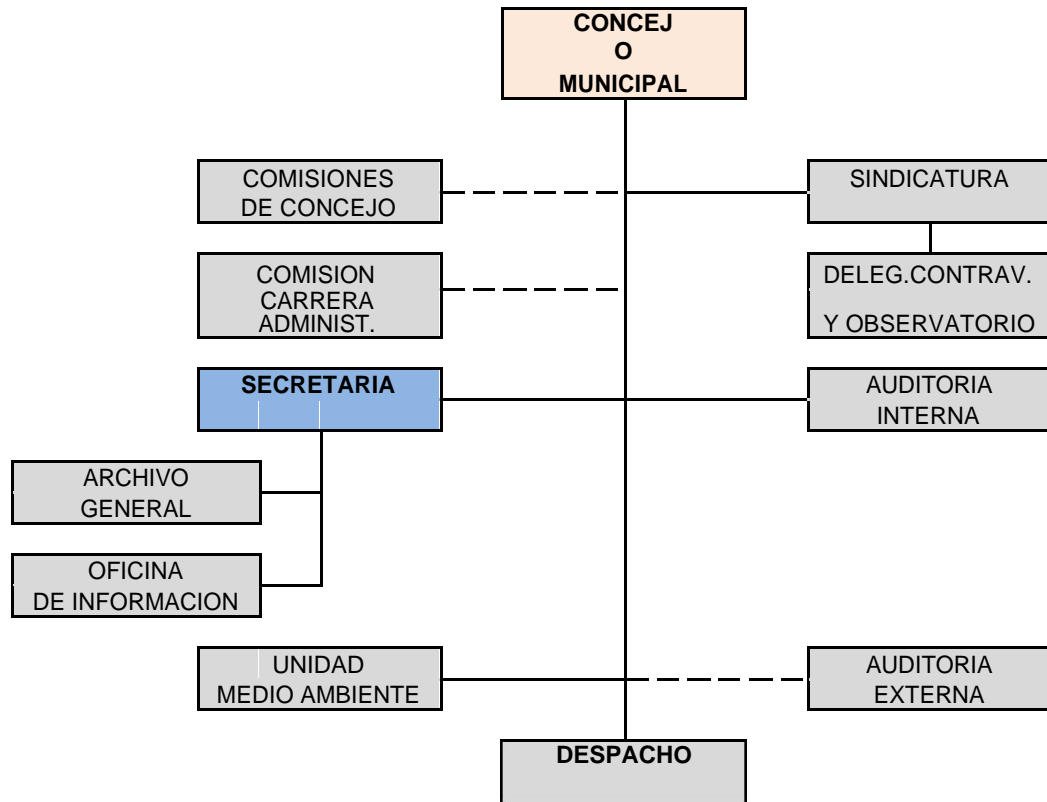 CONCEJ
O
MUNICIPAL
COMISIONES
DE CONCEJO
SINDICATURA
COMISION
CARRERA
ADMINIST.
DELEG.CONTRAV.
Y OBSERVATORIO
SECRETARIA
AUDITORIA
INTERNA
ARCHIVO
GENERAL
OFICINA
DE INFORMACION
UNIDAD
MEDIO AMBIENTE
AUDITORIA
EXTERNA
DESPACHO